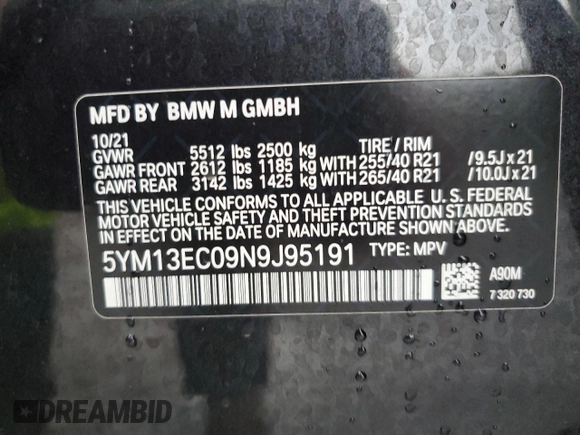 MFD BY BMW M GMBH
10/21 TIRE / RIM
GVWR 5512 lbs 2500 kg
GAWR FRONT 2612 lbs 1185 kg WITH 255/40 R21 /9.5J x 21
GAWR REAR 3142 lbs 1425 kg WITH 265/40 R21 /10.0J x 21
THIS VEHICLE CONFORMS TO ALL APPLICABLE U. S. FEDERAL
MOTOR VEHICLE SAFETY AND THEFT PREVENTION STANDARDS
IN EFFECT ON THE DATE OF MANUFACTURE SHOWN ABOVE.
5YM13EC09N9J95191 TYPE: MPV
A90M
7 320 730
DREAMBID